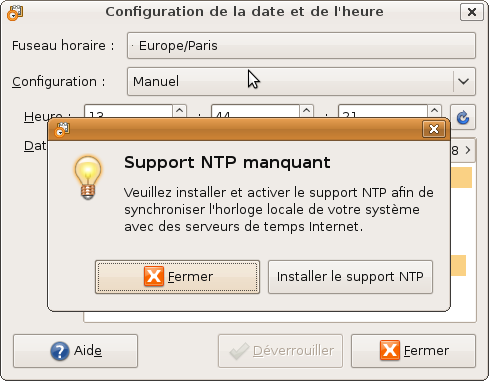 Configuration de la date et de l'heure
Fuseau horaire :
Europe/Paris
Configuration :
Manuel
Heure : 13 : 44 : 21
Dat
8 >
Support NTP manquant
Veuillez installer et activer le support NTP afin de
synchroniser l'horloge locale de votre système
avec des serveurs de temps Internet.
Fermer
Installer le support NTP
Aide
Déverrouiller
Fermer